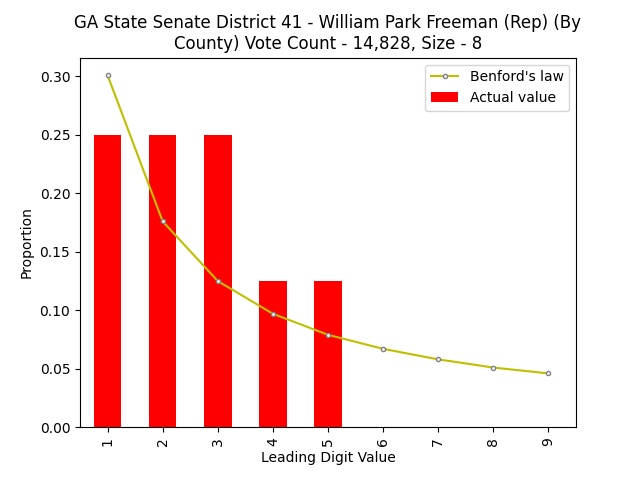 GA State Senate District 41 - William Park Freeman (Rep) (By
County) Vote Count - 14,828, Size - 8
Benford's law
Actual value
0.30
0.25
0.20
0.15
0.10
0.05
0.00
Proportion
1 2 3 4 5 6 7 8 9
Leading Digit Value